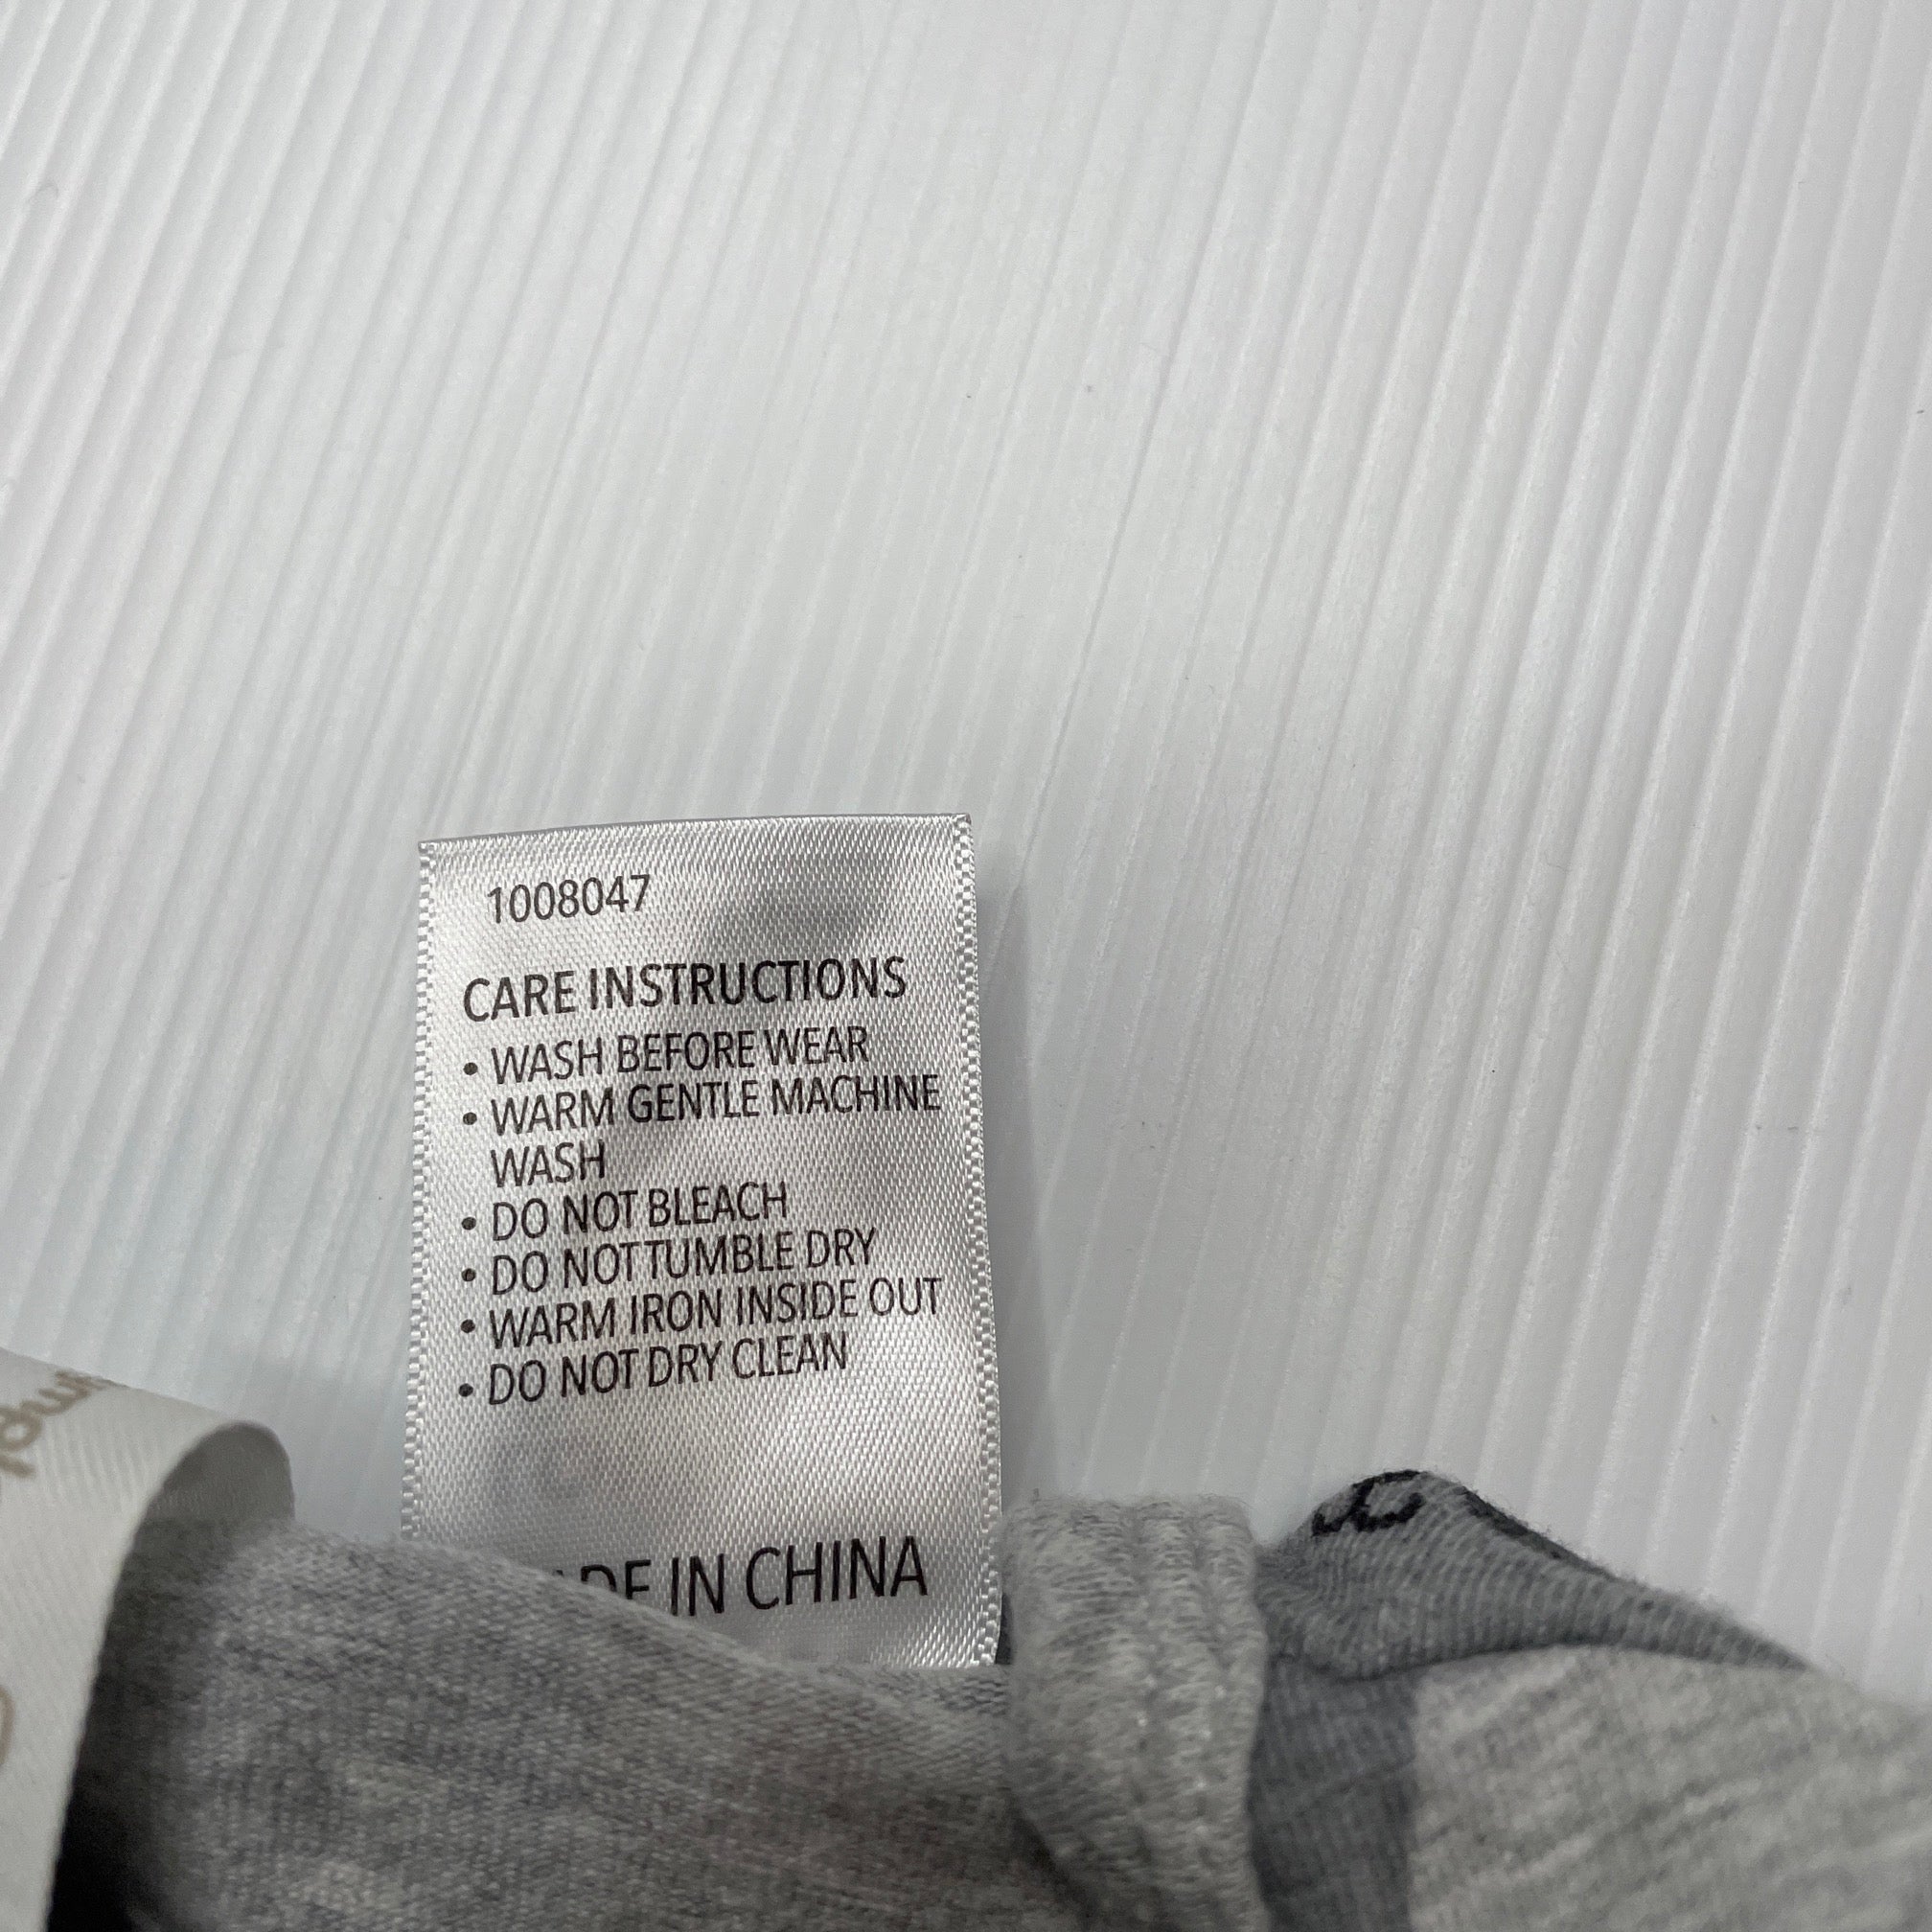 1008047
CARE INSTRUCTIONS
• WASH BEFORE WEAR
• WARM GENTLE MACHINE
WASH
• DO NOT BLEACH
• DO NOT TUMBLE DRY
• WARM IRON INSIDE OUT
• DO NOT DRY CLEAN
IN CHINA